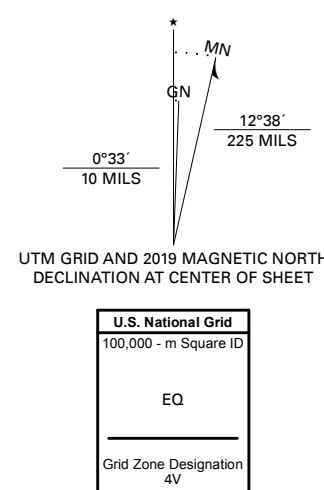 ★
MN
GN
12°38´
225 MILS
0°33´
10 MILS
UTM GRID AND 2019 MAGNETIC NORTH
DECLINATION AT CENTER OF SHEET
U.S. National Grid
100,000 - m Square ID
EQ
Grid Zone Designation
4V